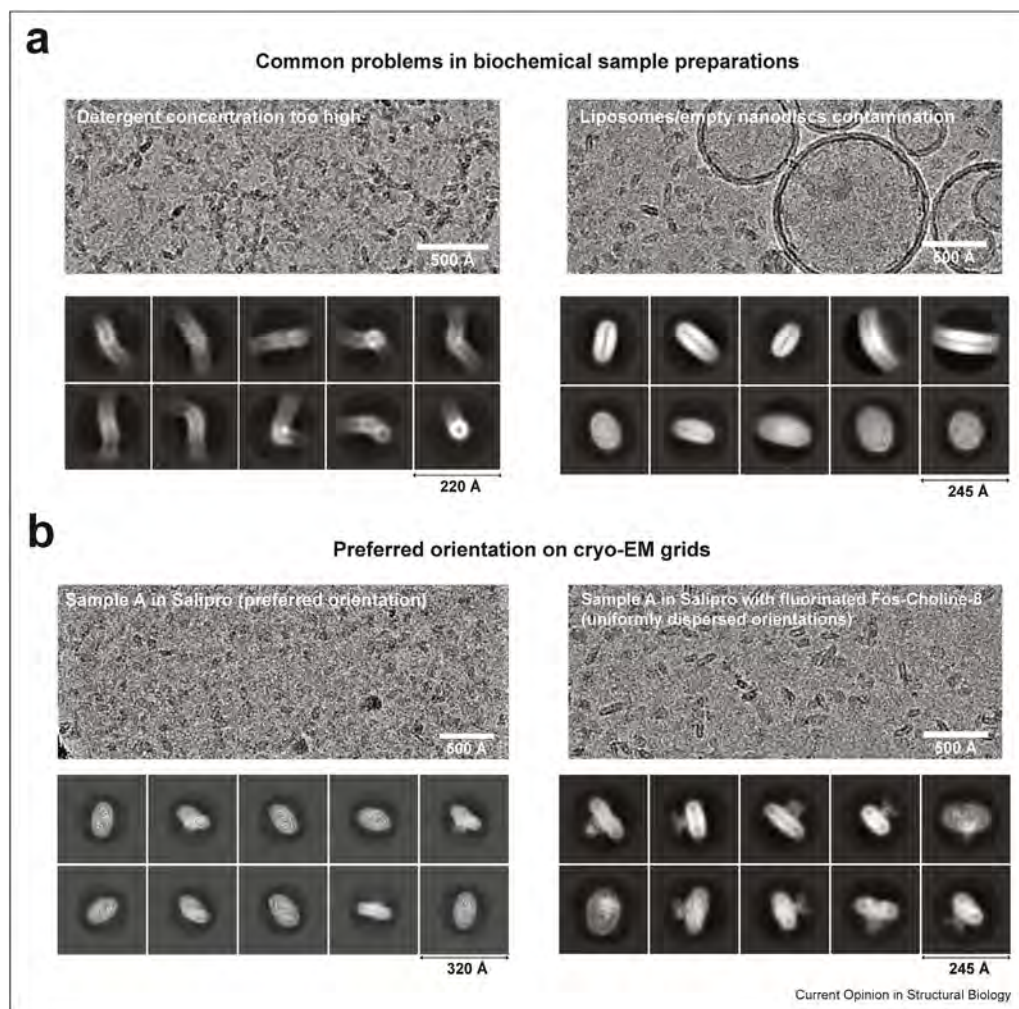 a
Common problems in biochemical sample preparations
Detergent concentration too high
Liposomes/empty nanodiscs contamination
500 Å
500 Å
220 Å
245 Å
b
Preferred orientation on cryo-EM grids
Sample A in Salipro (preferred orientation)
Sample A in Salipro with fluorinated Fos-Choline-8
(uniformly dispersed orientations)
500 Å
500 Å
320 Å
245 Å
Current Opinion in Structural Biology